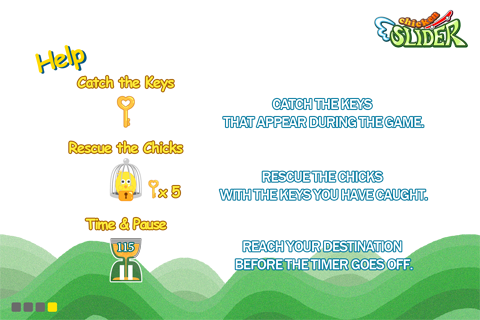 chicken
SLIDER
Help
Catch the Keys
CATCH THE KEYS
THAT APPEAR DURING THE GAME.
Rescue the Chicks
x 5
RESCUE THE CHICKS
WITH THE KEYS YOU HAVE CAUGHT.
Time & Pause
115
REACH YOUR DESTINATION
BEFORE THE TIMER GOES OFF.